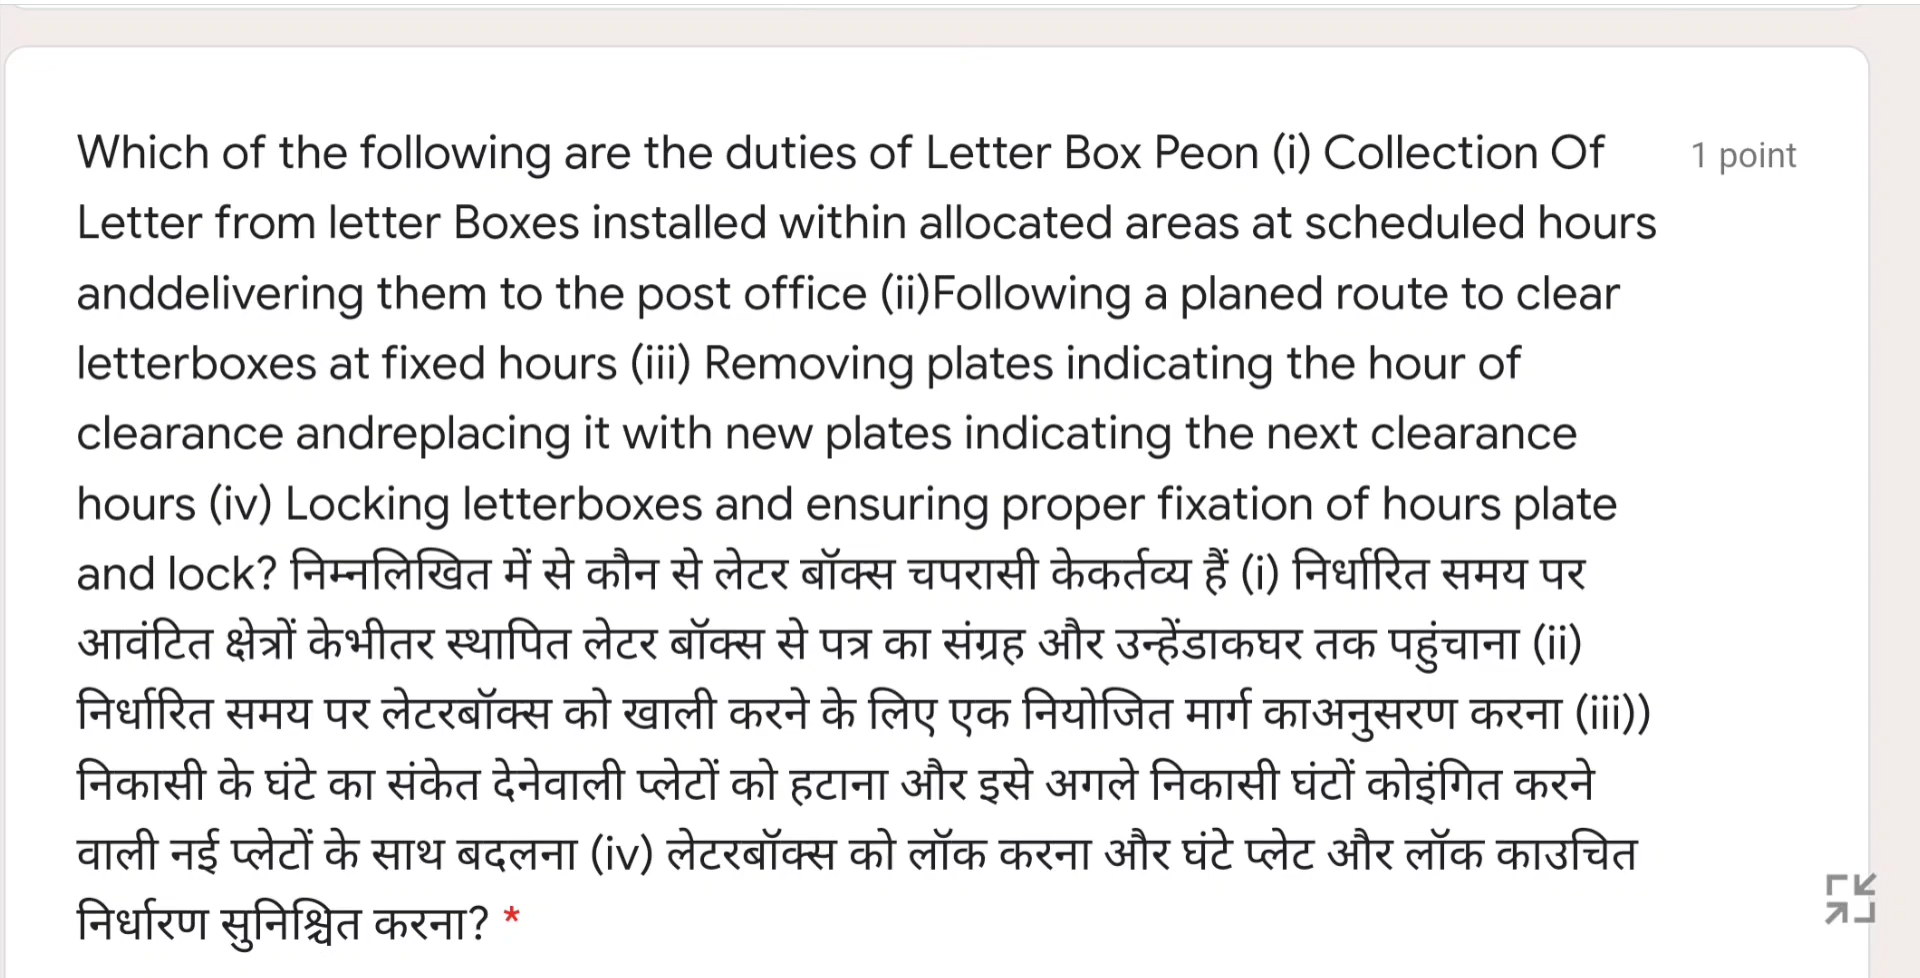 Which of the following are the duties of Letter Box Peon (i) Collection Of
1 point
Letter from letter Boxes installed within allocated areas at scheduled hours
anddelivering them to the post office (ii)Following a planed route to clear
letterboxes at fixed hours (iii) Removing plates indicating the hour of
clearance andreplacing it with new plates indicating the next clearance
hours (iv) Locking letterboxes and ensuring proper fixation of hours plate
and lock? निम्नलिखित में से कौन से लेटर बॉक्स चपरासी केकर्तव्य हैं (i) निर्धारित समय पर
आवंटित क्षेत्रों केभीतर स्थापित लेटर बॉक्स से पत्र का संग्रह और उन्हेंडाकघर तक पहुंचाना (ii)
निर्धारित समय पर लेटरबॉक्स को खाली करने के लिए एक नियोजित मार्ग काअनुसरण करना (iii))
निकासी के घंटे का संकेत देनेवाली प्लेटों को हटाना और इसे अगले निकासी घंटों कोइंगित करने
वाली नई प्लेटों के साथ बदलना (iv) लेटरबॉक्स को लॉक करना और घंटे प्लेट और लॉक काउचित
निर्धारण सुनिश्चित करना? *